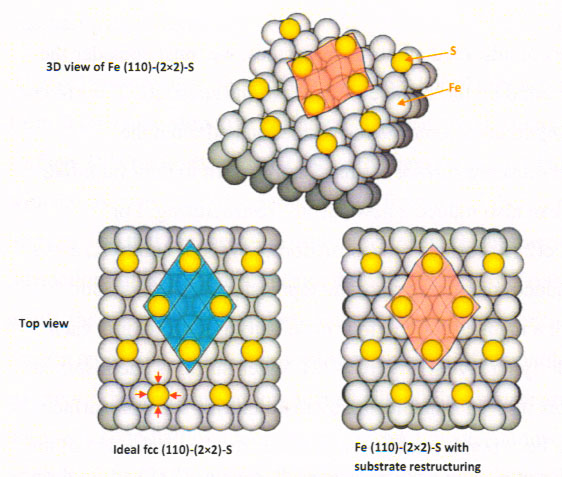 3D view of Fe (110)-(2×2)-S
S
Fe
Top view
Ideal fcc (110)-(2×2)-S
Fe (110)-(2×2)-S with
substrate restructuring